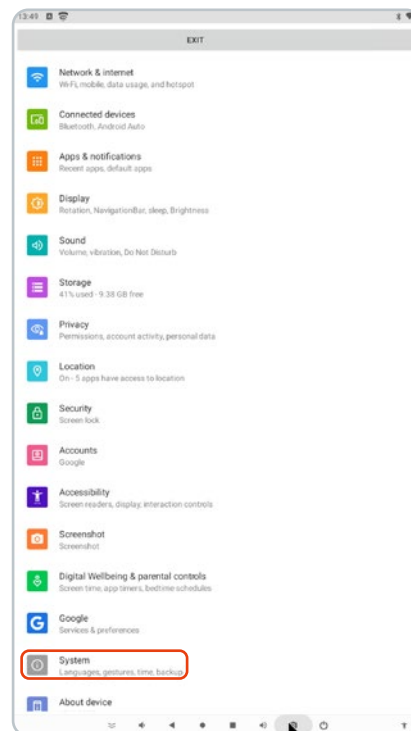 13:49
EXIT
Network & internet
Wi-Fi, mobile, data usage, and hotspot
Connected devices
Bluetooth, Android Auto
Apps & notifications
Recent apps, default apps
Display
Rotation, NavigationBar, sleep, Brightness
Sound
Volume, vibration, Do Not Disturb
Storage
41% used - 9.38 GB free
Privacy
Permissions, account activity, personal data
Location
On - 5 apps have access to location
Security
Screen lock
Accounts
Google
Accessibility
Screen readers, display, interaction controls
Screenshot
Screenshot
Digital Wellbeing & parental controls
Screen time, app timers, bedtime schedules
Google
Services & preferences
System
Languages, gestures, time, backup
About device